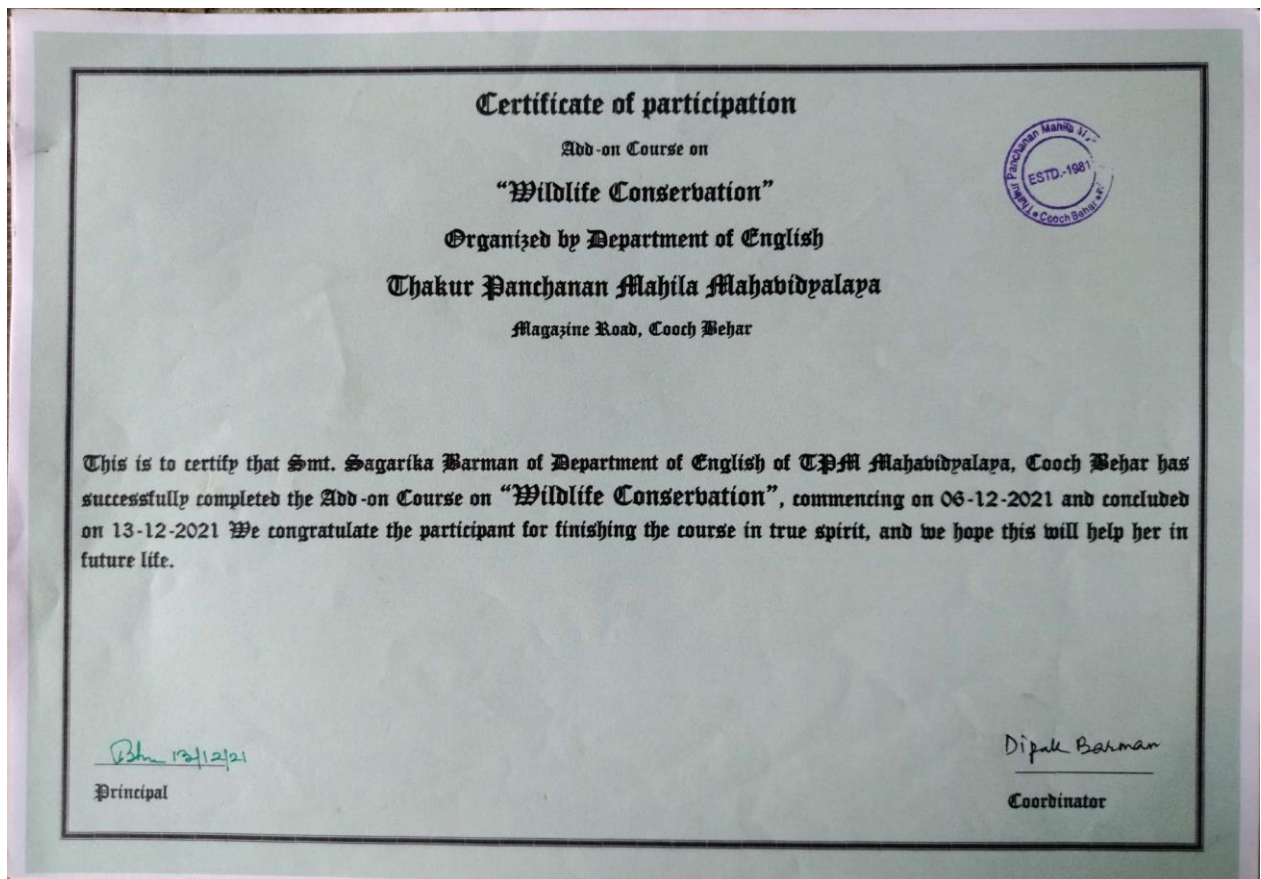 Certificate of participation
Add-on Course on
“Wildlife Conservation”
Organized by Department of English
Thakur Panchanan Mahila Mahavidyalaya
Magazine Road, Cooch Behar
Thakur Panchanan Mahila
ESTD.-1981
Cooch Behar
This is to certify that Smt. Sagarika Barman of Department of English of TPM Mahavidyalaya, Cooch Behar has
successfully completed the Add-on Course on “Wildlife Conservation”, commencing on 06-12-2021 and concluded
on 13-12-2021 We congratulate the participant for finishing the course in true spirit, and we hope this will help her in
future life.
13/12/21
Principal
Dipak Barman
Coordinator